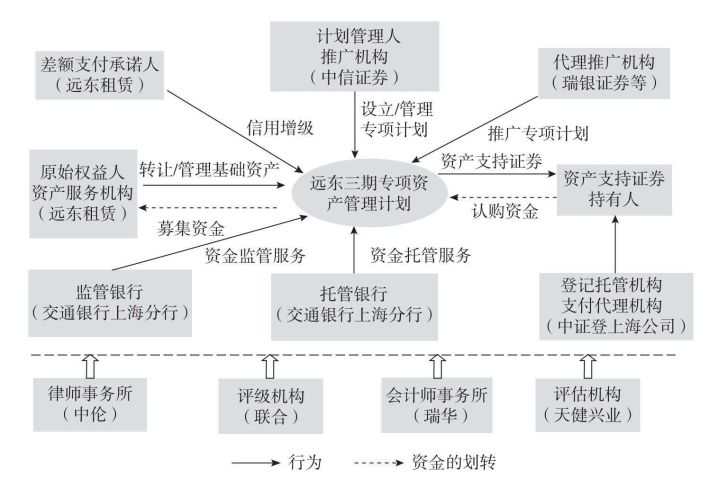 计划管理人
推广机构
（中信证券）
差额支付承诺人
（远东租赁）
代理推广机构
（瑞银证券等）
信用增级
设立/管理
专项计划
推广专项计划
原始权益人
资产服务机构
（远东租赁）
转让/管理基础资产
募集资金
远东三期专项资
产管理计划
资产支持证券
认购资金
资产支持证券
持有人
资金监管服务
资金托管服务
监管银行
（交通银行上海分行）
托管银行
（交通银行上海分行）
登记托管机构
支付代理机构
（中证登上海公司）
律师事务所
（中伦）
评级机构
（联合）
会计师事务所
（瑞华）
评估机构
（天健兴业）
行为
资金的划转